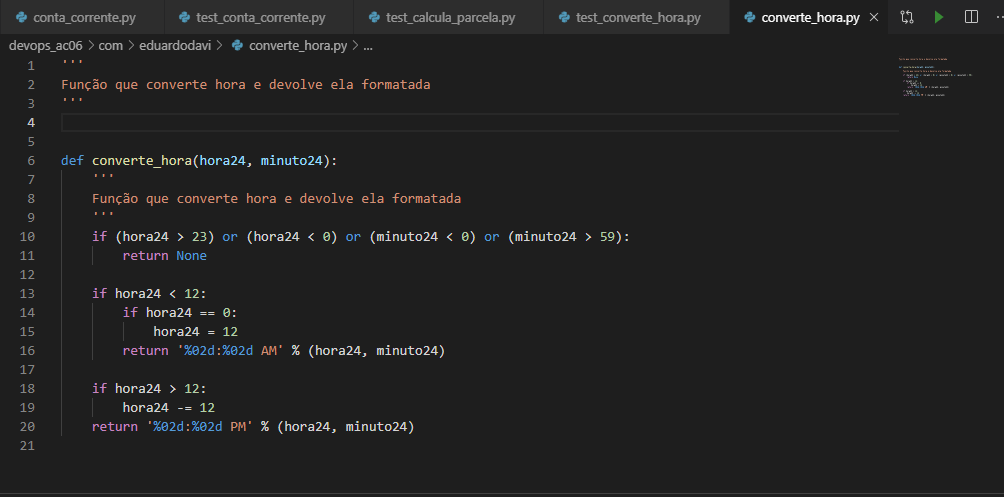 conta_corrente.py test_conta_corrente.py test_calcula_parcela.py test_converte_hora.py converte_hora.py
devops_ac06 > com > eduardodavi > converte_hora.py > ...
1 '''
2 Função que converte hora e devolve ela formatada
3 '''
4
5
6 def converte_hora(hora24, minuto24):
7     '''
8     Função que converte hora e devolve ela formatada
9     '''
10     if (hora24 > 23) or (hora24 < 0) or (minuto24 < 0) or (minuto24 > 59):
11         return None
12
13     if hora24 < 12:
14         if hora24 == 0:
15             hora24 = 12
16         return '%02d:%02d AM' % (hora24, minuto24)
17
18     if hora24 > 12:
19         hora24 -= 12
20     return '%02d:%02d PM' % (hora24, minuto24)
21